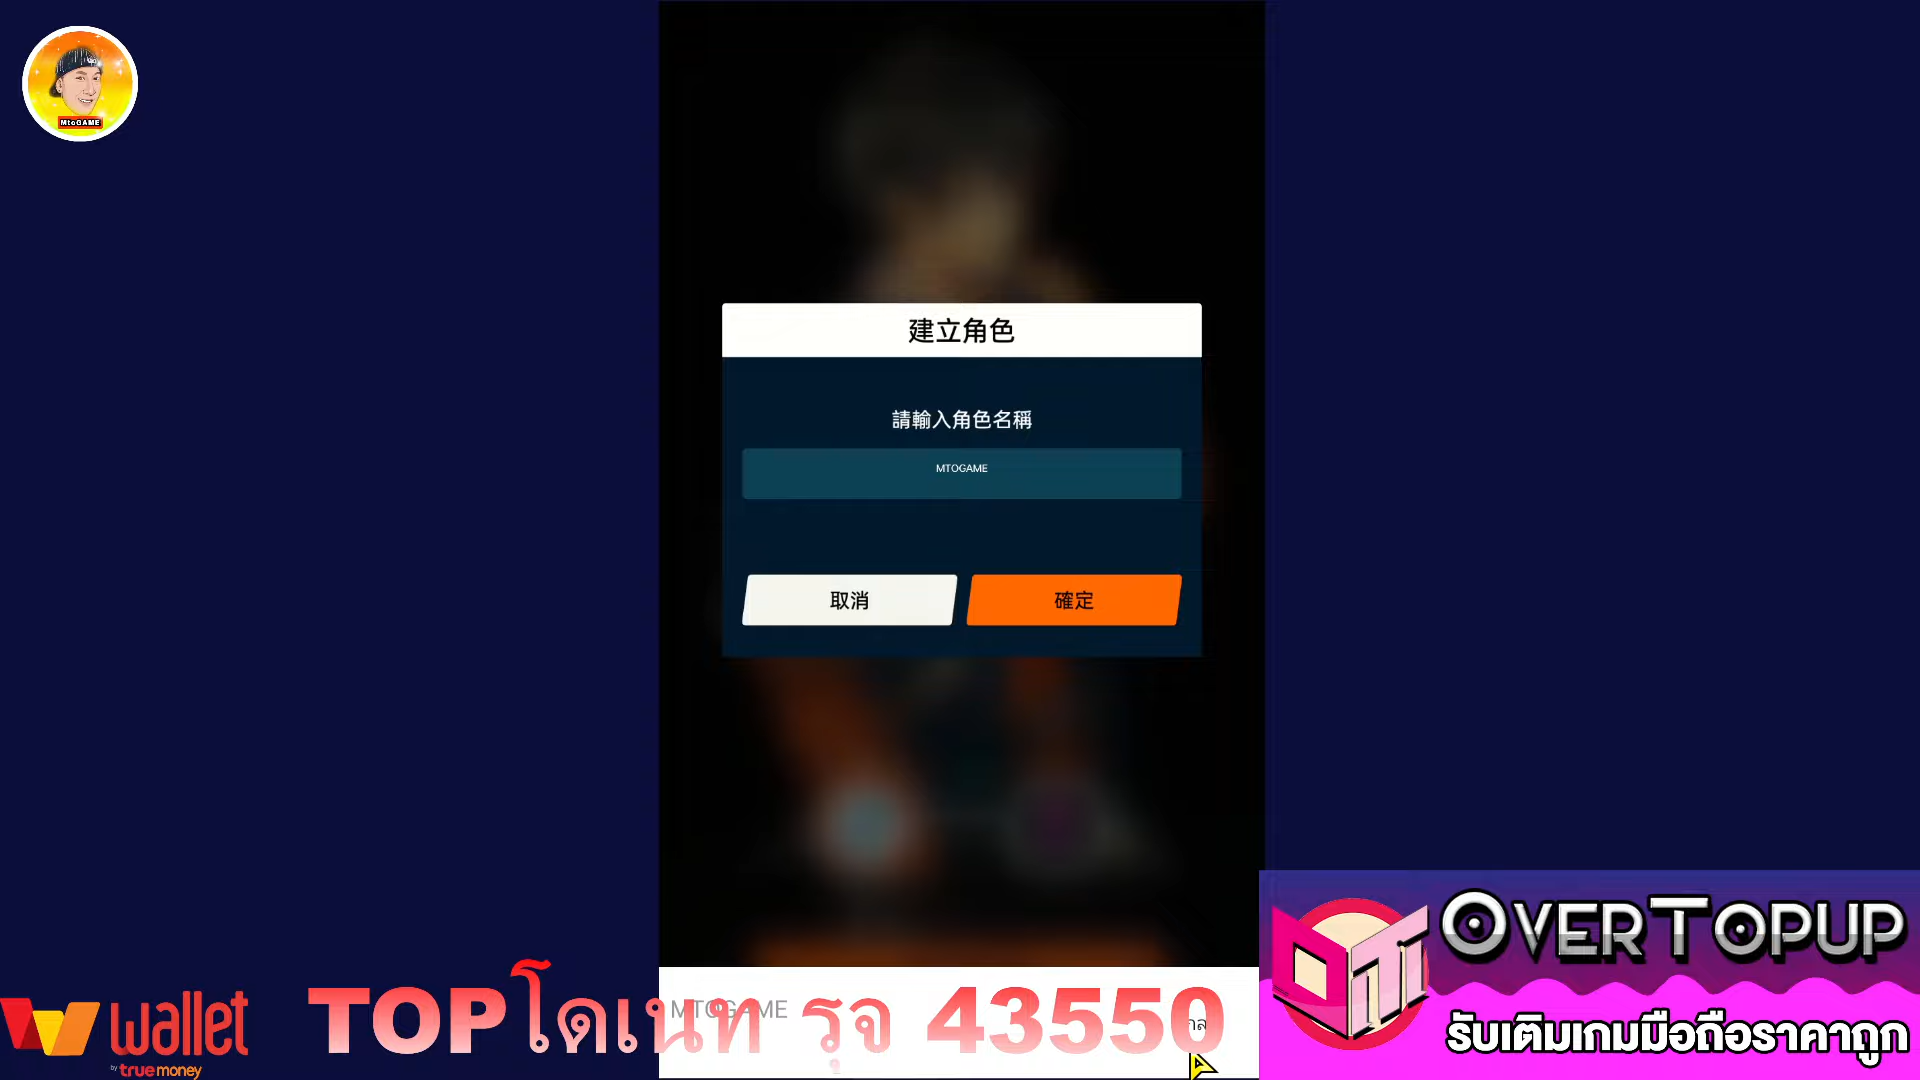 MtoGAME
建立角色
請輸入角色名稱
MTOGAME
取消
確定
MTOGAME
wallet
by truemoney
TOPโดเนท รุจ 43550
OVERTOPUP
รับเติมเกมมือถือราคาถูก